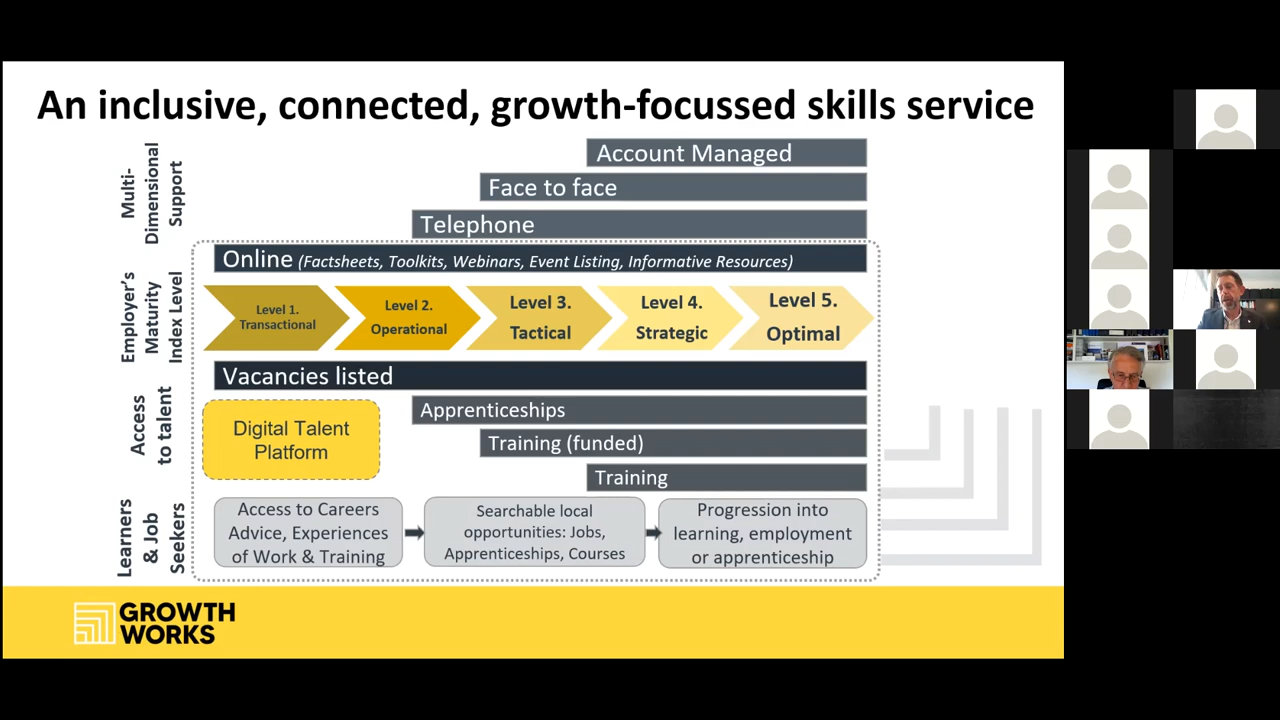 An inclusive, connected, growth-focussed skills service
Multi-
Dimensional
Support
Account Managed
Face to face
Telephone
Online (Factsheets, Toolkits, Webinars, Event Listing, Informative Resources)
Employer's
Maturity
Index Level
Level 1.
Transactional
Level 2.
Operational
Level 3.
Tactical
Level 4.
Strategic
Level 5.
Optimal
Access
to talent
Vacancies listed
Apprenticeships
Training (funded)
Training
Digital Talent
Platform
Learners
& Job
Seekers
Access to Careers
Advice, Experiences
of Work & Training
Searchable local
opportunities: Jobs,
Apprenticeships, Courses
Progression into
learning, employment
or apprenticeship
GROWTH
WORKS